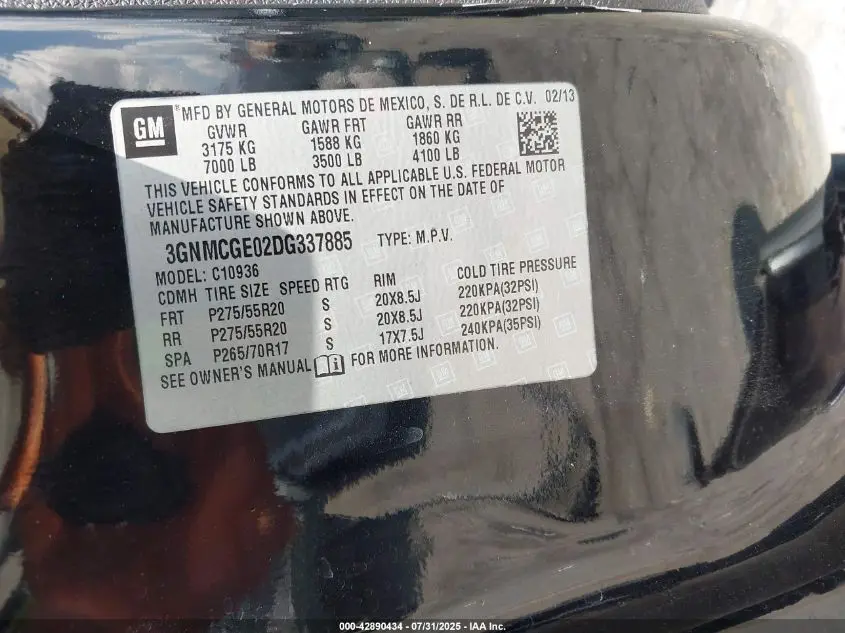 GM
® MFD BY GENERAL MOTORS DE MEXICO, S. DE R.L. DE C.V. 02/13
GVWR GAWR FRT GAWR RR
3175 KG 1588 KG 1860 KG
7000 LB 3500 LB 4100 LB
THIS VEHICLE CONFORMS TO ALL APPLICABLE U.S. FEDERAL MOTOR
VEHICLE SAFETY STANDARDS IN EFFECT ON THE DATE OF
MANUFACTURE SHOWN ABOVE.
3GNMCGE02DG337885 TYPE: M.P.V.
MODEL: C10936
CDMH TIRE SIZE SPEED RTG RIM COLD TIRE PRESSURE
FRT P275/55R20 S 20X8.5J 220KPA(32PSI)
RR P275/55R20 S 20X8.5J 220KPA(32PSI)
SPA P265/70R17 S 17X7.5J 240KPA(35PSI)
SEE OWNER'S MANUAL FOR MORE INFORMATION.
000-42890434 - 07/31/2025 - IAAI.COM